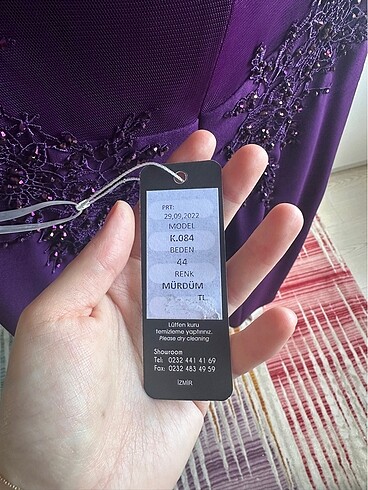 PRT:
29,09,2022
MODEL
K.084
BEDEN
44
RENK
MÜRDÜM
TL.
Lütfen kuru
temizleme yaptırınız.
Please dry cleaning
Showroom
Tel: 0232 441 41 69
Fax: 0232 483 49 59
İZMİR